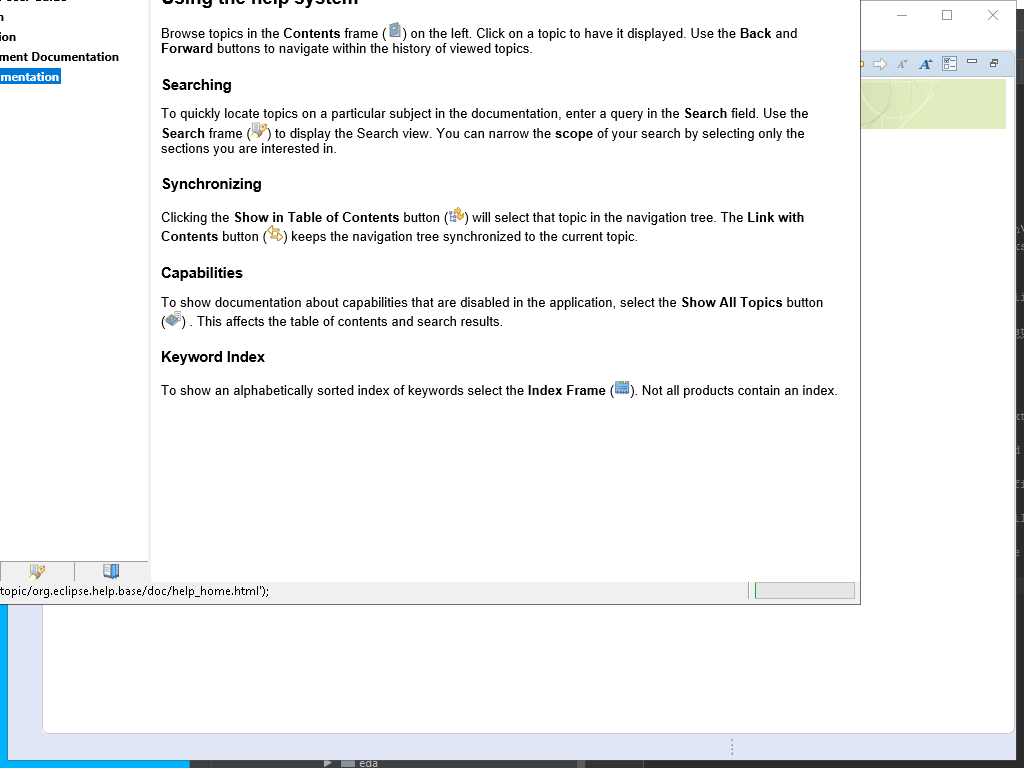 Using the help system
ion
ment Documentation
mentation
Browse topics in the Contents frame ( ) on the left. Click on a topic to have it displayed. Use the Back and
Forward buttons to navigate within the history of viewed topics.
Searching
To quickly locate topics on a particular subject in the documentation, enter a query in the Search field. Use the
Search frame ( ) to display the Search view. You can narrow the scope of your search by selecting only the
sections you are interested in.
Synchronizing
Clicking the Show in Table of Contents button ( ) will select that topic in the navigation tree. The Link with
Contents button ( ) keeps the navigation tree synchronized to the current topic.
Capabilities
To show documentation about capabilities that are disabled in the application, select the Show All Topics button
( ) . This affects the table of contents and search results.
Keyword Index
To show an alphabetically sorted index of keywords select the Index Frame ( ). Not all products contain an index.
topic/org.eclipse.help.base/doc/help_home.html');
eda